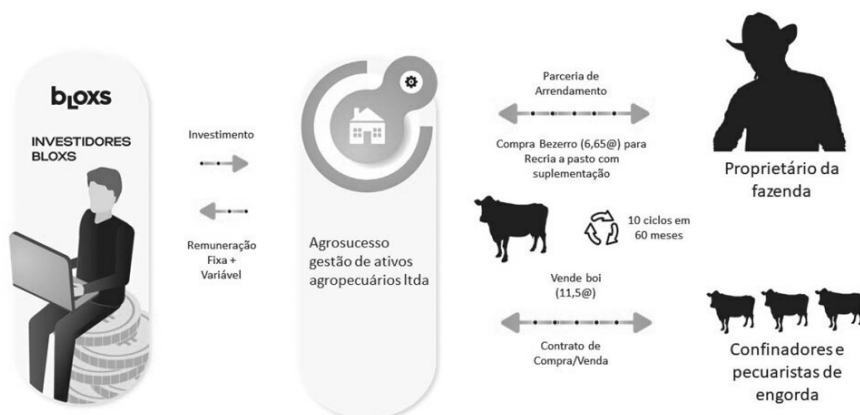 bloxs
INVESTIDORES
BLOXS
Investimento
Remuneração
Fixa +
Variável
Agrosucesso
gestão de ativos
agropecuários ltda
Parceria de
Arrendamento
Compra Bezerro (6,65@) para
Recria a pasto com
suplementação
10 ciclos em
60 meses
Vende boi
(11,5@)
Contrato de
Compra/Venda
Proprietário da
fazenda
Confinadores e
pecuaristas de
engorda